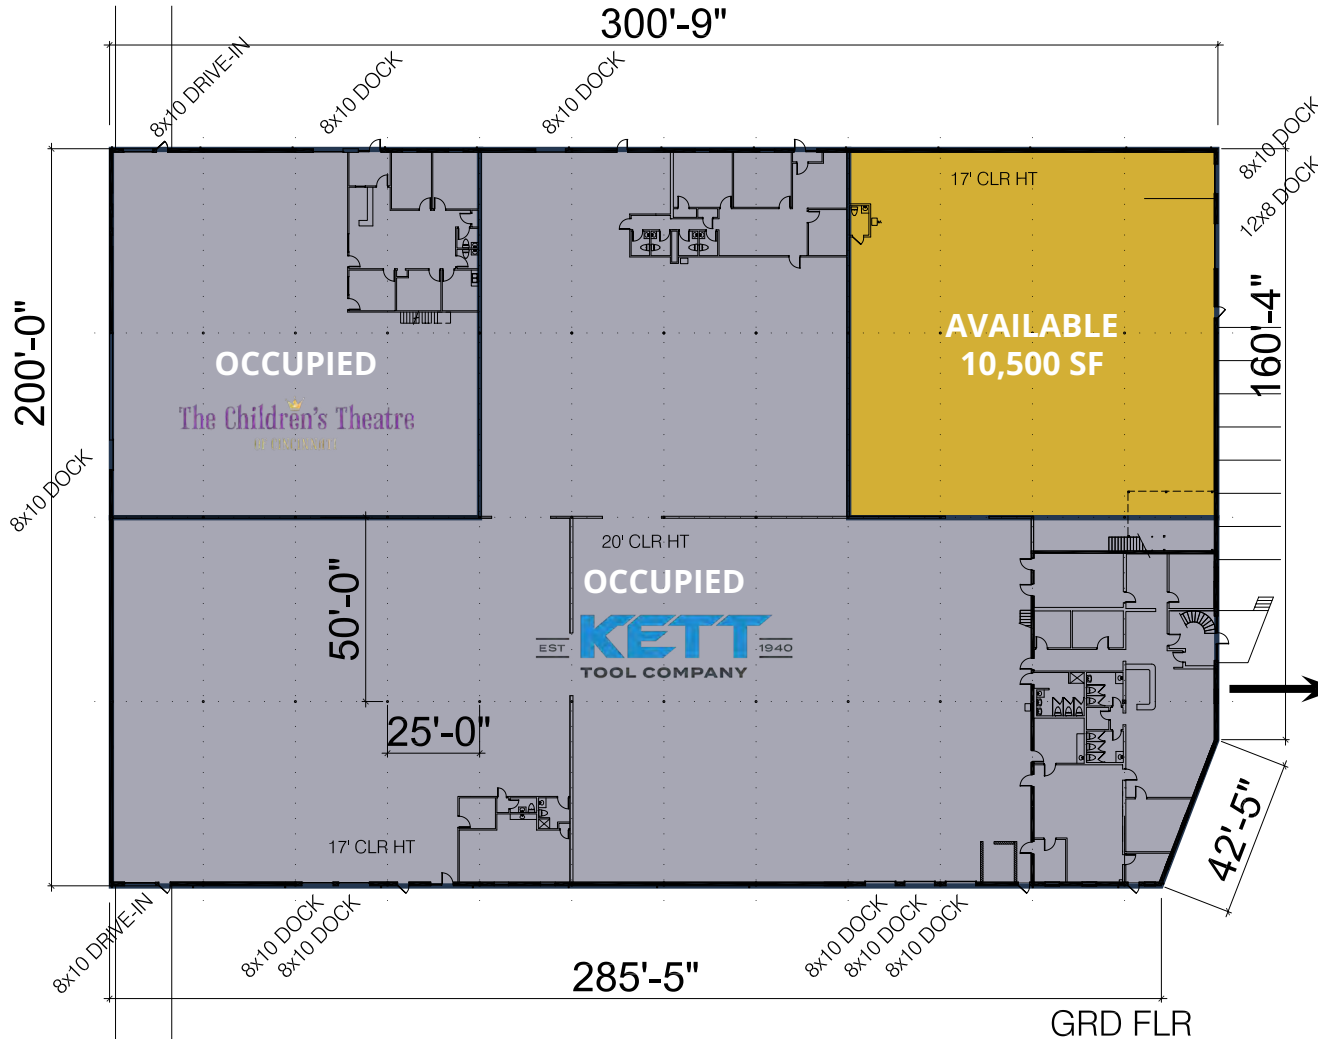 300'-9"
8x10 DRIVE-IN
8x10 DOCK
8x10 DOCK
8x10 DOCK
12x8 DOCK
17' CLR HT
200'-0"
160'-4"
AVAILABLE
10,500 SF
OCCUPIED
The Children's Theatre
8x10 DOCK
20' CLR HT
OCCUPIED
50'-0"
EST KETT 1940
TOOL COMPANY
25'-0"
17' CLR HT
42'-5"
8x10 DRIVE-IN
8x10 DOCK
8x10 DOCK
8x10 DOCK
8x10 DOCK
8x10 DOCK
285'-5"
GRD FLR